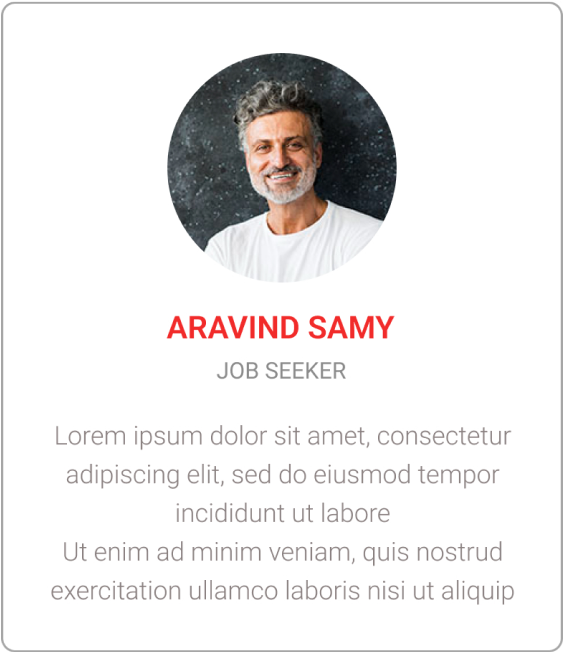 ARAVIND SAMY
JOB SEEKER
Lorem ipsum dolor sit amet, consectetur
adipiscing elit, sed do eiusmod tempor
incididunt ut labore
Ut enim ad minim veniam, quis nostrud
exercitation ullamco laboris nisi ut aliquip